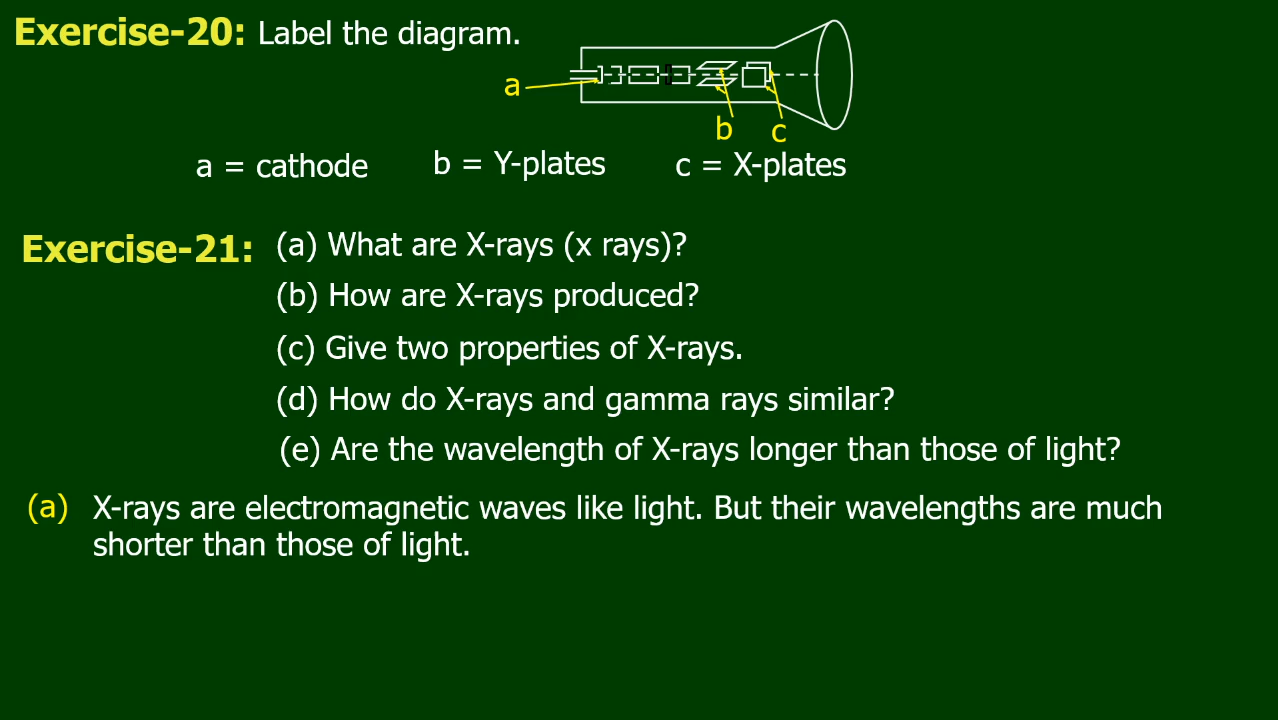 Exercise-20: Label the diagram.
a
b c
a = cathode b = Y-plates c = X-plates
Exercise-21: (a) What are X-rays (x rays)?
(b) How are X-rays produced?
(c) Give two properties of X-rays.
(d) How do X-rays and gamma rays similar?
(e) Are the wavelength of X-rays longer than those of light?
(a) X-rays are electromagnetic waves like light. But their wavelengths are much
shorter than those of light.